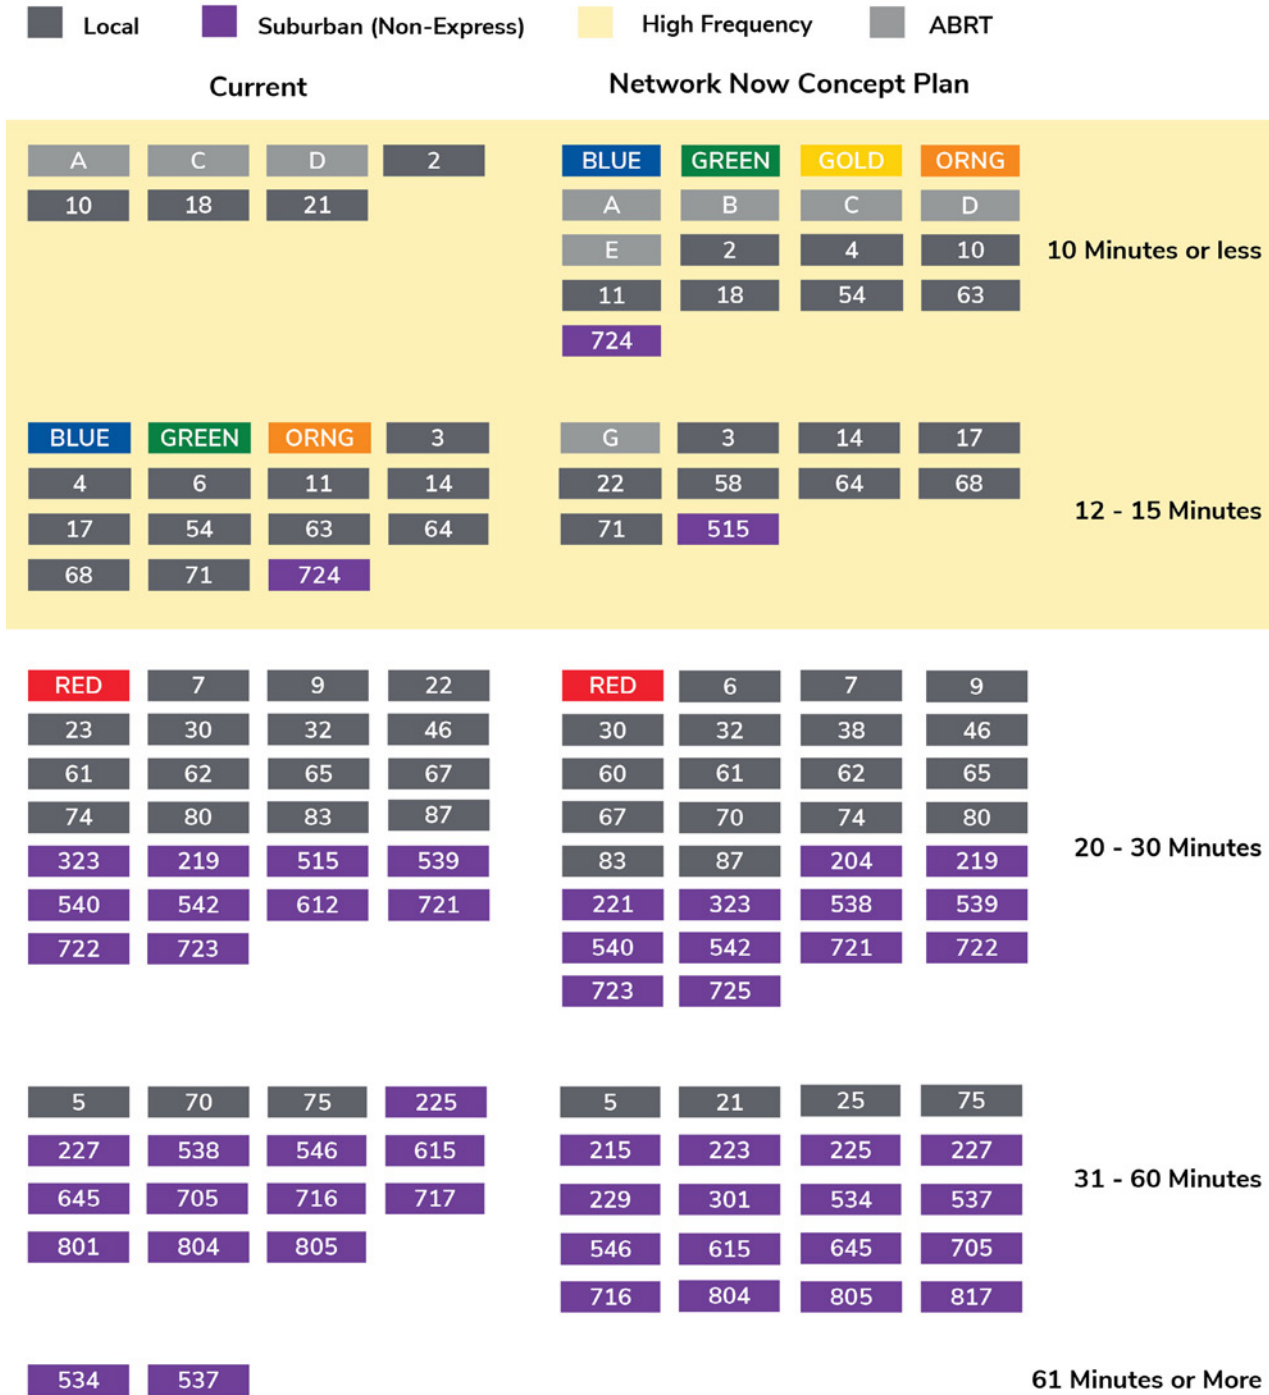 Local Suburban (Non-Express) High Frequency ABRT
Current Network Now Concept Plan
A C D 2 BLUE GREEN GOLD ORNG
10 18 21 A B C D
E 2 4 10 10 Minutes or less
11 18 54 63
724
BLUE GREEN ORNG 3 G 3 14 17
4 6 11 14 22 58 64 68
12 - 15 Minutes
17 54 63 64 71 515
68 71 724
RED 7 9 22 RED 6 7 9
23 30 32 46 30 32 38 46
61 62 65 67 60 61 62 65
74 80 83 87 67 70 74 80
20 - 30 Minutes
323 219 515 539 83 87 204 219
540 542 612 721 221 323 538 539
722 723 540 542 721 722
723 725
5 70 75 225 5 21 25 75
227 538 546 615 215 223 225 227
31 - 60 Minutes
645 705 716 717 229 301 534 537
801 804 805 546 615 645 705
716 804 805 817
534 537 61 Minutes or More